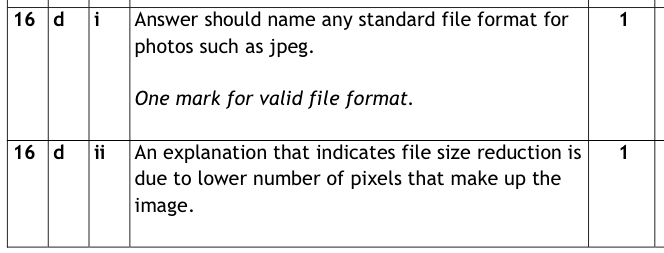 16 d i Answer should name any standard file format for 1
photos such as jpeg.
One mark for valid file format.
16 d ii An explanation that indicates file size reduction is 1
due to lower number of pixels that make up the
image.